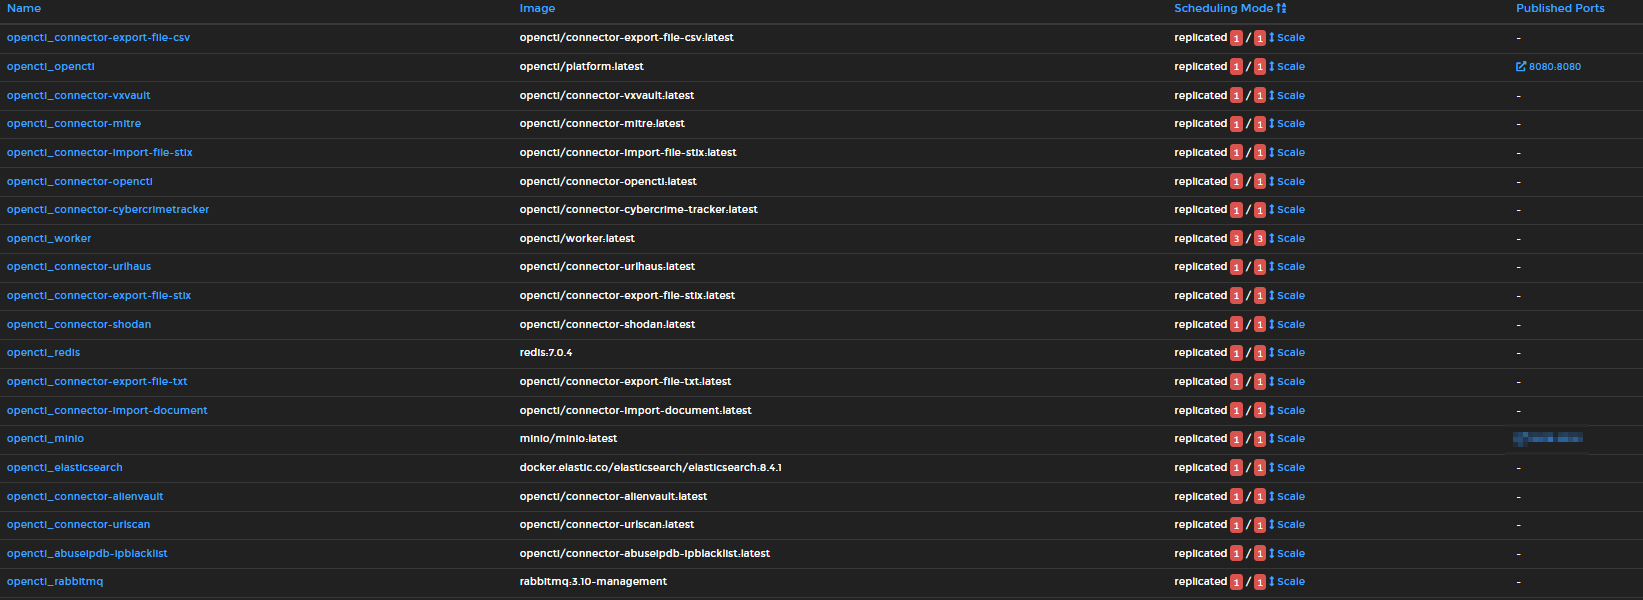 Name Image Scheduling Mode Published Ports
opencti_connector-export-file-csv opencti/connector-export-file-csv:latest replicated 1 / 1 Scale -
opencti_opencti opencti/platform:latest replicated 1 / 1 Scale 8080:8080
opencti_connector-vxvault opencti/connector-vxvault:latest replicated 1 / 1 Scale -
opencti_connector-mitre opencti/connector-mitre:latest replicated 1 / 1 Scale -
opencti_connector-import-file-stix opencti/connector-import-file-stix:latest replicated 1 / 1 Scale -
opencti_connector-opencti opencti/connector-opencti:latest replicated 1 / 1 Scale -
opencti_connector-cybercrimetracker opencti/connector-cybercrime-tracker:latest replicated 1 / 1 Scale -
opencti_worker opencti/worker:latest replicated 3 / 3 Scale -
opencti_connector-urlhaus opencti/connector-urlhaus:latest replicated 1 / 1 Scale -
opencti_connector-export-file-stix opencti/connector-export-file-stix:latest replicated 1 / 1 Scale -
opencti_connector-shodan opencti/connector-shodan:latest replicated 1 / 1 Scale -
opencti_redis redis:7.0.4 replicated 1 / 1 Scale -
opencti_connector-export-file-txt opencti/connector-export-file-txt:latest replicated 1 / 1 Scale -
opencti_connector-import-document opencti/connector-import-document:latest replicated 1 / 1 Scale -
opencti_minio minio/minio:latest replicated 1 / 1 Scale
opencti_elasticsearch docker.elastic.co/elasticsearch/elasticsearch:8.4.1 replicated 1 / 1 Scale -
opencti_connector-alienvault opencti/connector-alienvault:latest replicated 1 / 1 Scale -
opencti_connector-urlscan opencti/connector-urlscan:latest replicated 1 / 1 Scale -
opencti_abuseipdb-ipblacklist opencti/connector-abuseipdb-ipblacklist:latest replicated 1 / 1 Scale -
opencti_rabbitmq rabbitmq:3.10-management replicated 1 / 1 Scale -